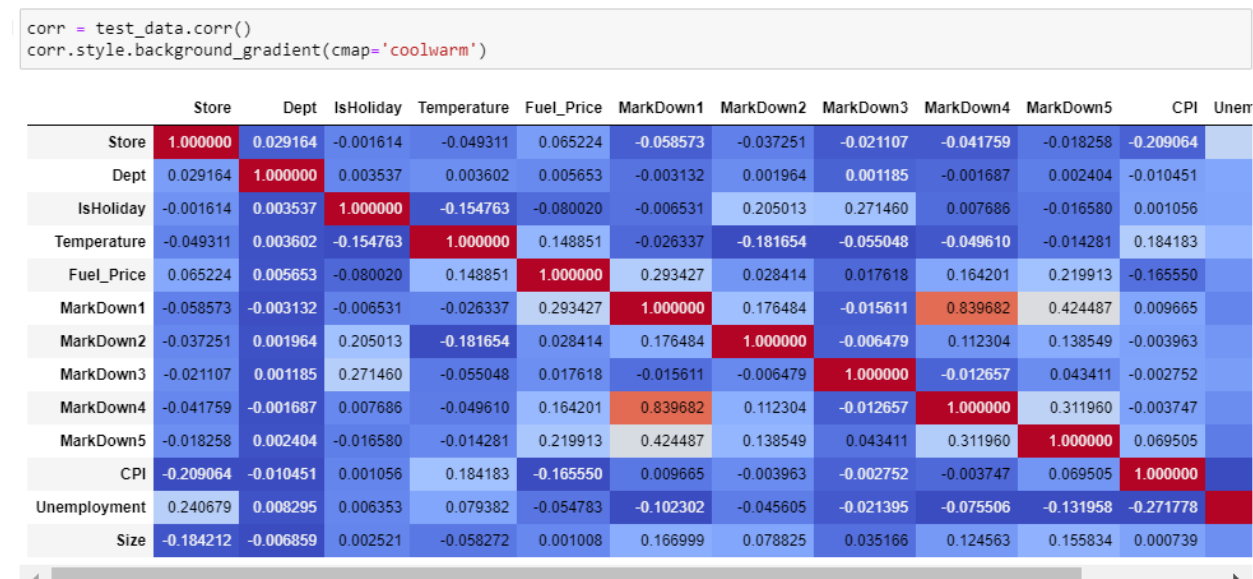 corr = test_data.corr()
corr.style.background_gradient(cmap='coolwarm')
Store Dept IsHoliday Temperature Fuel_Price MarkDown1 MarkDown2 MarkDown3 MarkDown4 MarkDown5 CPI Unem
Store 1.000000 0.029164 -0.001614 -0.049311 0.065224 -0.058573 -0.037251 -0.021107 -0.041759 -0.018258 -0.209064
Dept 0.029164 1.000000 0.003537 0.003602 0.005653 -0.003132 0.001964 0.001185 -0.001687 0.002404 -0.010451
IsHoliday -0.001614 0.003537 1.000000 -0.154763 -0.080020 -0.006531 0.205013 0.271460 0.007686 -0.016580 0.001056
Temperature -0.049311 0.003602 -0.154763 1.000000 0.148851 -0.026337 -0.181654 -0.055048 -0.049610 -0.014281 0.184183
Fuel_Price 0.065224 0.005653 -0.080020 0.148851 1.000000 0.293427 0.028414 0.017618 0.164201 0.219913 -0.165550
MarkDown1 -0.058573 -0.003132 -0.006531 -0.026337 0.293427 1.000000 0.176484 -0.015611 0.839682 0.424487 0.009665
MarkDown2 -0.037251 0.001964 0.205013 -0.181654 0.028414 0.176484 1.000000 -0.006479 0.112304 0.138549 -0.003963
MarkDown3 -0.021107 0.001185 0.271460 -0.055048 0.017618 -0.015611 -0.006479 1.000000 -0.012657 0.043411 -0.002752
MarkDown4 -0.041759 -0.001687 0.007686 -0.049610 0.164201 0.839682 0.112304 -0.012657 1.000000 0.311960 -0.003747
MarkDown5 -0.018258 0.002404 -0.016580 -0.014281 0.219913 0.424487 0.138549 0.043411 0.311960 1.000000 0.069505
CPI -0.209064 -0.010451 0.001056 0.184183 -0.165550 0.009665 -0.003963 -0.002752 -0.003747 0.069505 1.000000
Unemployment 0.240679 0.008295 0.006353 0.079382 -0.054783 -0.102302 -0.045605 -0.021395 -0.075506 -0.131958 -0.271778
Size -0.184212 -0.006859 0.002521 -0.058272 0.001008 0.166999 0.078825 0.035166 0.124563 0.155834 0.000739